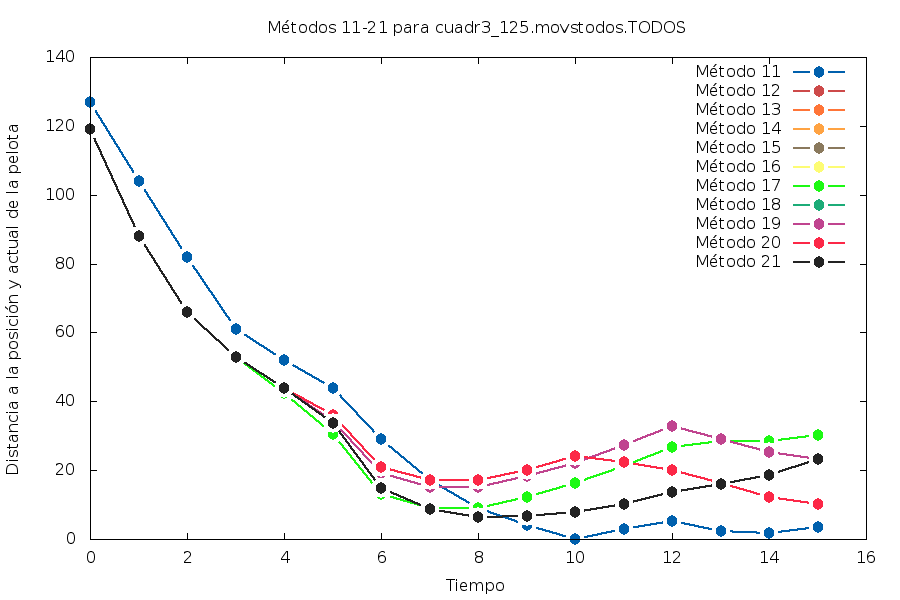 Métodos 11-21 para cuadr3_125.movstodos.TODOS
Distancia a la posición y actual de la pelota
140
120
100
80
60
40
20
0
Método 11
Método 12
Método 13
Método 14
Método 15
Método 16
Método 17
Método 18
Método 19
Método 20
Método 21
0 2 4 6 8 10 12 14 16
Tiempo